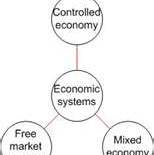 Controlled
economy
Economic
systems
Free
market
Mixed
economy